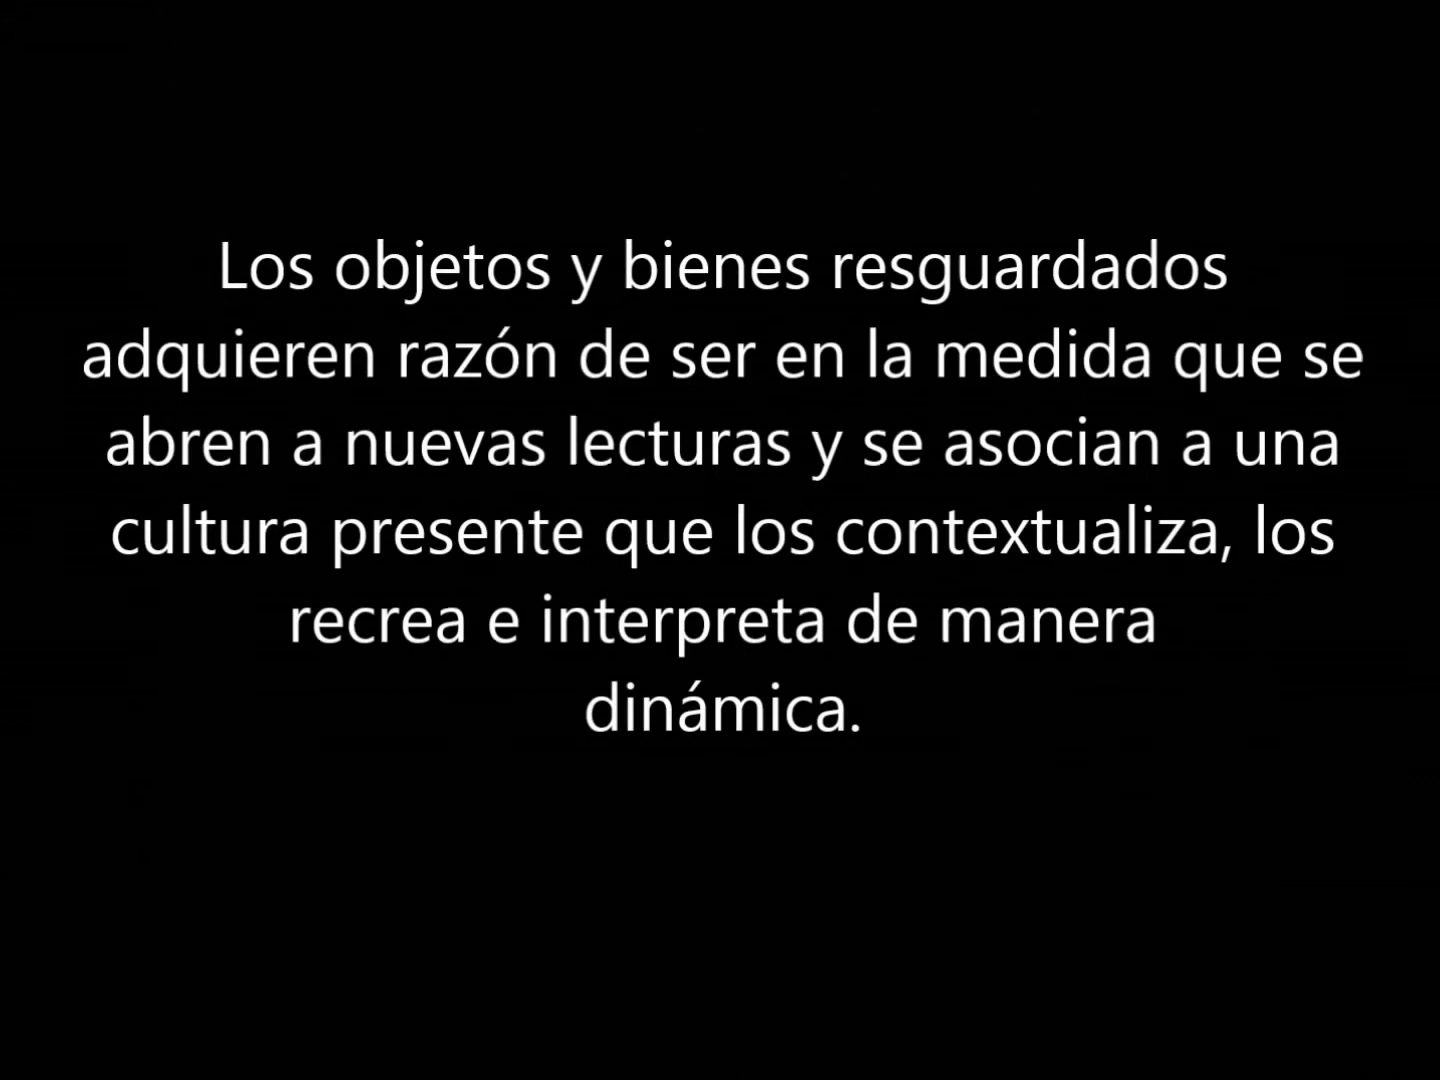 Los objetos y bienes resguardados
adquieren razón de ser en la medida que se
abren a nuevas lecturas y se asocian a una
cultura presente que los contextualiza, los
recrea e interpreta de manera
dinámica.